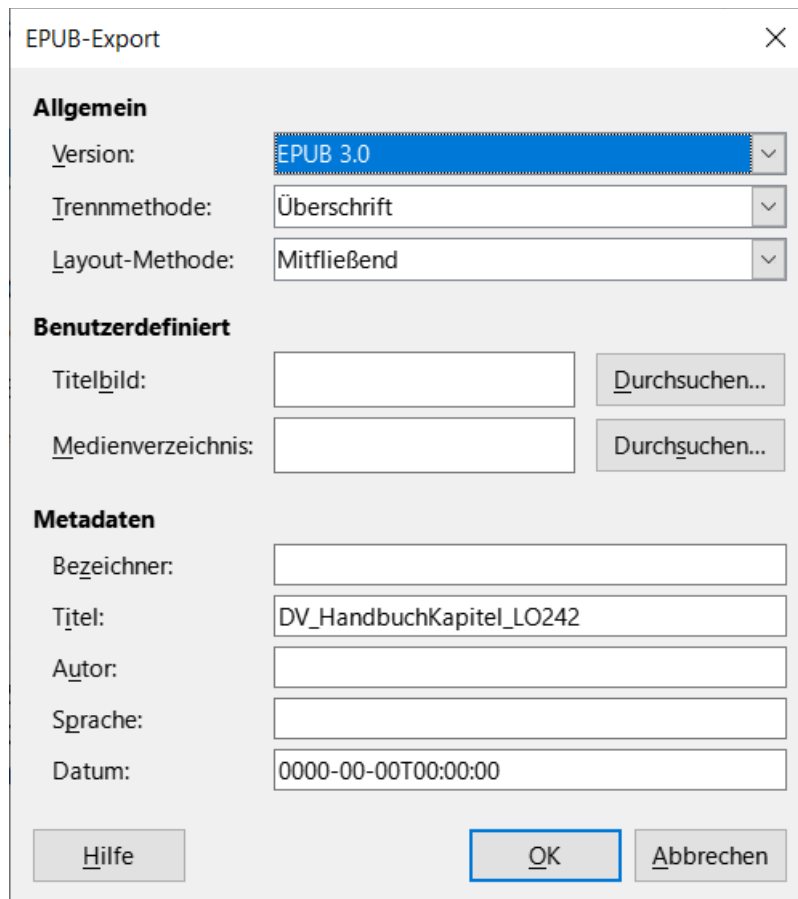 EPUB-Export
Allgemein
Version: EPUB 3.0
Trennmethode: Überschrift
Layout-Methode: Mitfließend
Benutzerdefiniert
Titelbild: Durchsuchen...
Medienverzeichnis: Durchsuchen...
Metadaten
Bezeichner:
Titel: DV_HandbuchKapitel_LO242
Autor:
Sprache:
Datum: 0000-00-00T00:00:00
Hilfe OK Abbrechen